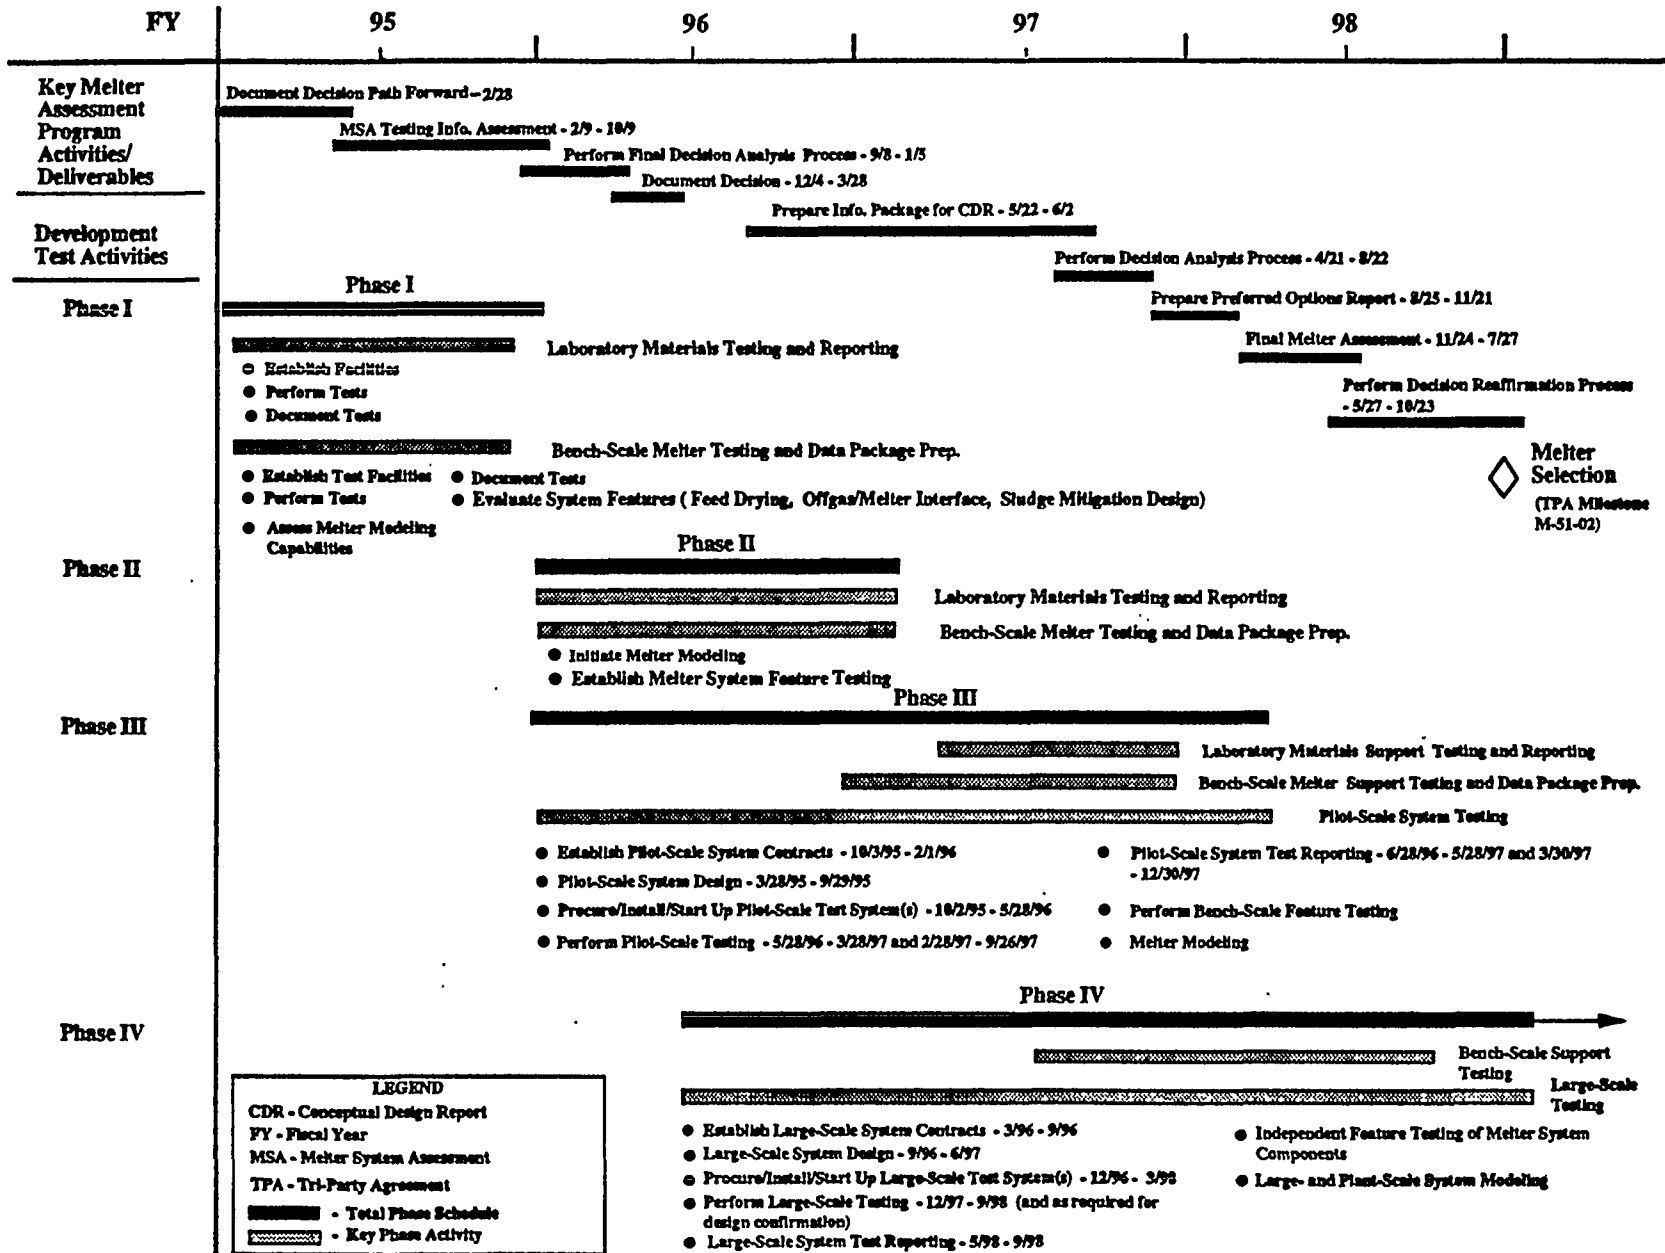 FY 95 96 97 98
Key Melter
Assessment
Program
Activities/
Deliverables
Document Decision Path Forward - 2/28
MSA Testing Info. Assessment - 2/9 - 10/9
Perform Final Decision Analysis Process - 9/8 - 1/5
Document Decision - 12/4 - 3/28
Prepare Info. Package for CDR - 5/22 - 6/2
Development
Test Activities
Perform Decision Analysis Process - 4/21 - 8/22
Prepare Preferred Options Report - 8/25 - 11/21
Final Melter Assessment - 11/24 - 7/27
Perform Decision Reaffirmation Process
- 5/27 - 10/23
Melter
Selection
(TPA Milestone
M-51-02)
Phase I
Phase I
Laboratory Materials Testing and Reporting
● Establish Facilities
● Perform Tests
● Document Tests
Bench-Scale Melter Testing and Data Package Prep.
● Establish Test Facilities ● Document Tests
● Perform Tests ● Evaluate System Features ( Feed Drying, Offgas/Melter Interface, Sludge Mitigation Design)
● Assess Melter Modeling
Capabilities
Phase II
Phase II
Laboratory Materials Testing and Reporting
Bench-Scale Melter Testing and Data Package Prep.
● Initiate Melter Modeling
● Establish Melter System Feature Testing
Phase III
Phase III
Laboratory Materials Support Testing and Reporting
Bench-Scale Melter Support Testing and Data Package Prep.
Pilot-Scale System Testing
● Establish Pilot-Scale System Contracts - 10/3/95 - 2/1/96
● Pilot-Scale System Design - 3/28/95 - 9/29/95
● Procure/Install/Start Up Pilot-Scale Test System(s) - 10/2/95 - 5/28/96
● Perform Pilot-Scale Testing - 5/28/96 - 3/28/97 and 2/28/97 - 9/26/97
● Pilot-Scale System Test Reporting - 6/28/96 - 5/28/97 and 3/30/97
- 12/30/97
● Perform Bench-Scale Feature Testing
● Melter Modeling
Phase IV
Phase IV
Bench-Scale Support
Testing
Large-Scale
Testing
● Establish Large-Scale System Contracts - 3/96 - 9/96
● Large-Scale System Design - 9/96 - 6/97
● Procure/Install/Start Up Large-Scale Test System(s) - 12/96 - 3/98
● Perform Large-Scale Testing - 12/97 - 9/98 (and as required for
design confirmation)
● Large-Scale System Test Reporting - 5/98 - 9/98
● Independent Feature Testing of Melter System
Components
● Large- and Plant-Scale System Modeling
LEGEND
CDR - Conceptual Design Report
FY - Fiscal Year
MSA - Melter System Assessment
TPA - Tri-Party Agreement
- Total Phase Schedule
- Key Phase Activity